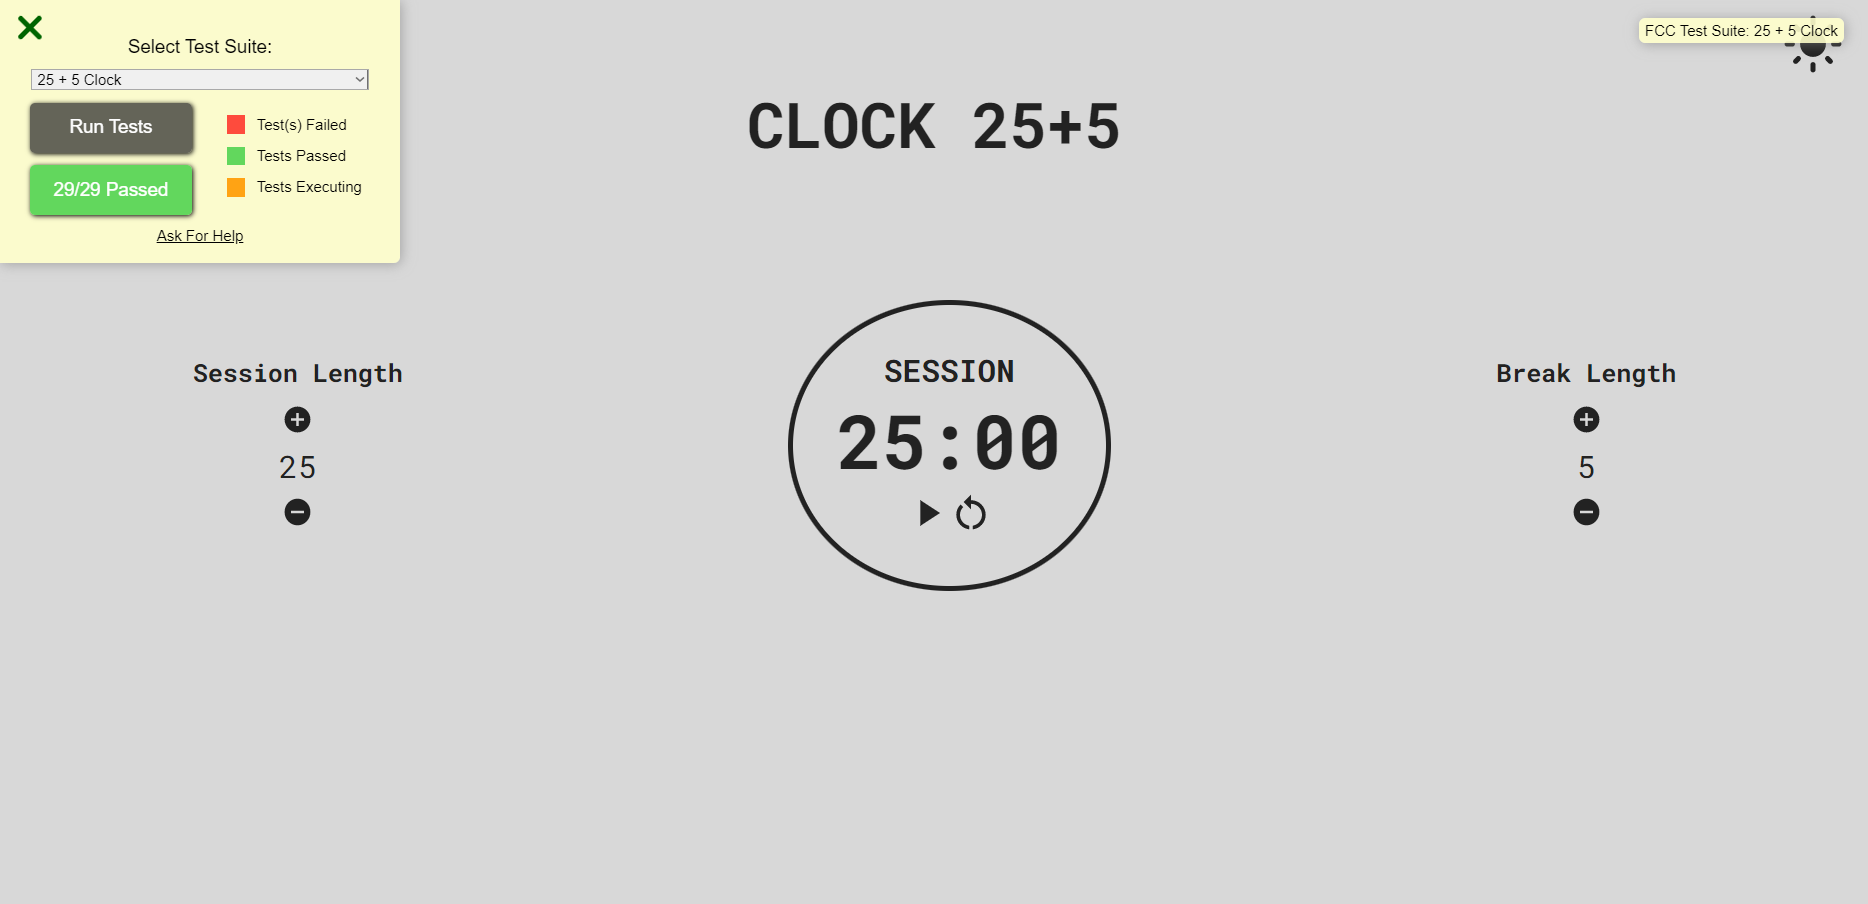 Select Test Suite:
25 + 5 Clock
Run Tests
29/29 Passed
Test(s) Failed
Tests Passed
Tests Executing
Ask For Help
FCC Test Suite: 25 + 5 Clock
CLOCK 25+5
Session Length
25
SESSION
25:00
Break Length
5